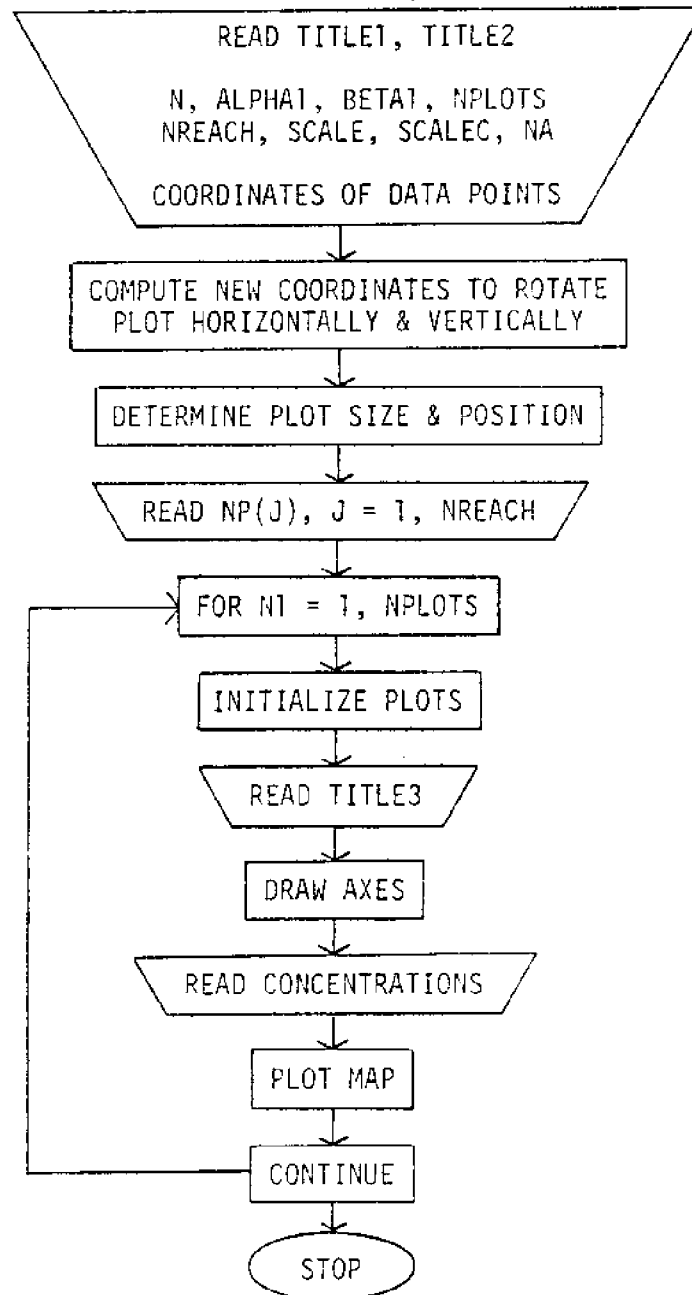 READ TITLE1, TITLE2
N, ALPHA1, BETA1, NPLOTS
NREACH, SCALE, SCALEC, NA
COORDINATES OF DATA POINTS
COMPUTE NEW COORDINATES TO ROTATE
PLOT HORIZONTALLY & VERTICALLY
DETERMINE PLOT SIZE & POSITION
READ NP(J), J = 1, NREACH
FOR N1 = 1, NPLOTS
INITIALIZE PLOTS
READ TITLE3
DRAW AXES
READ CONCENTRATIONS
PLOT MAP
CONTINUE
STOP